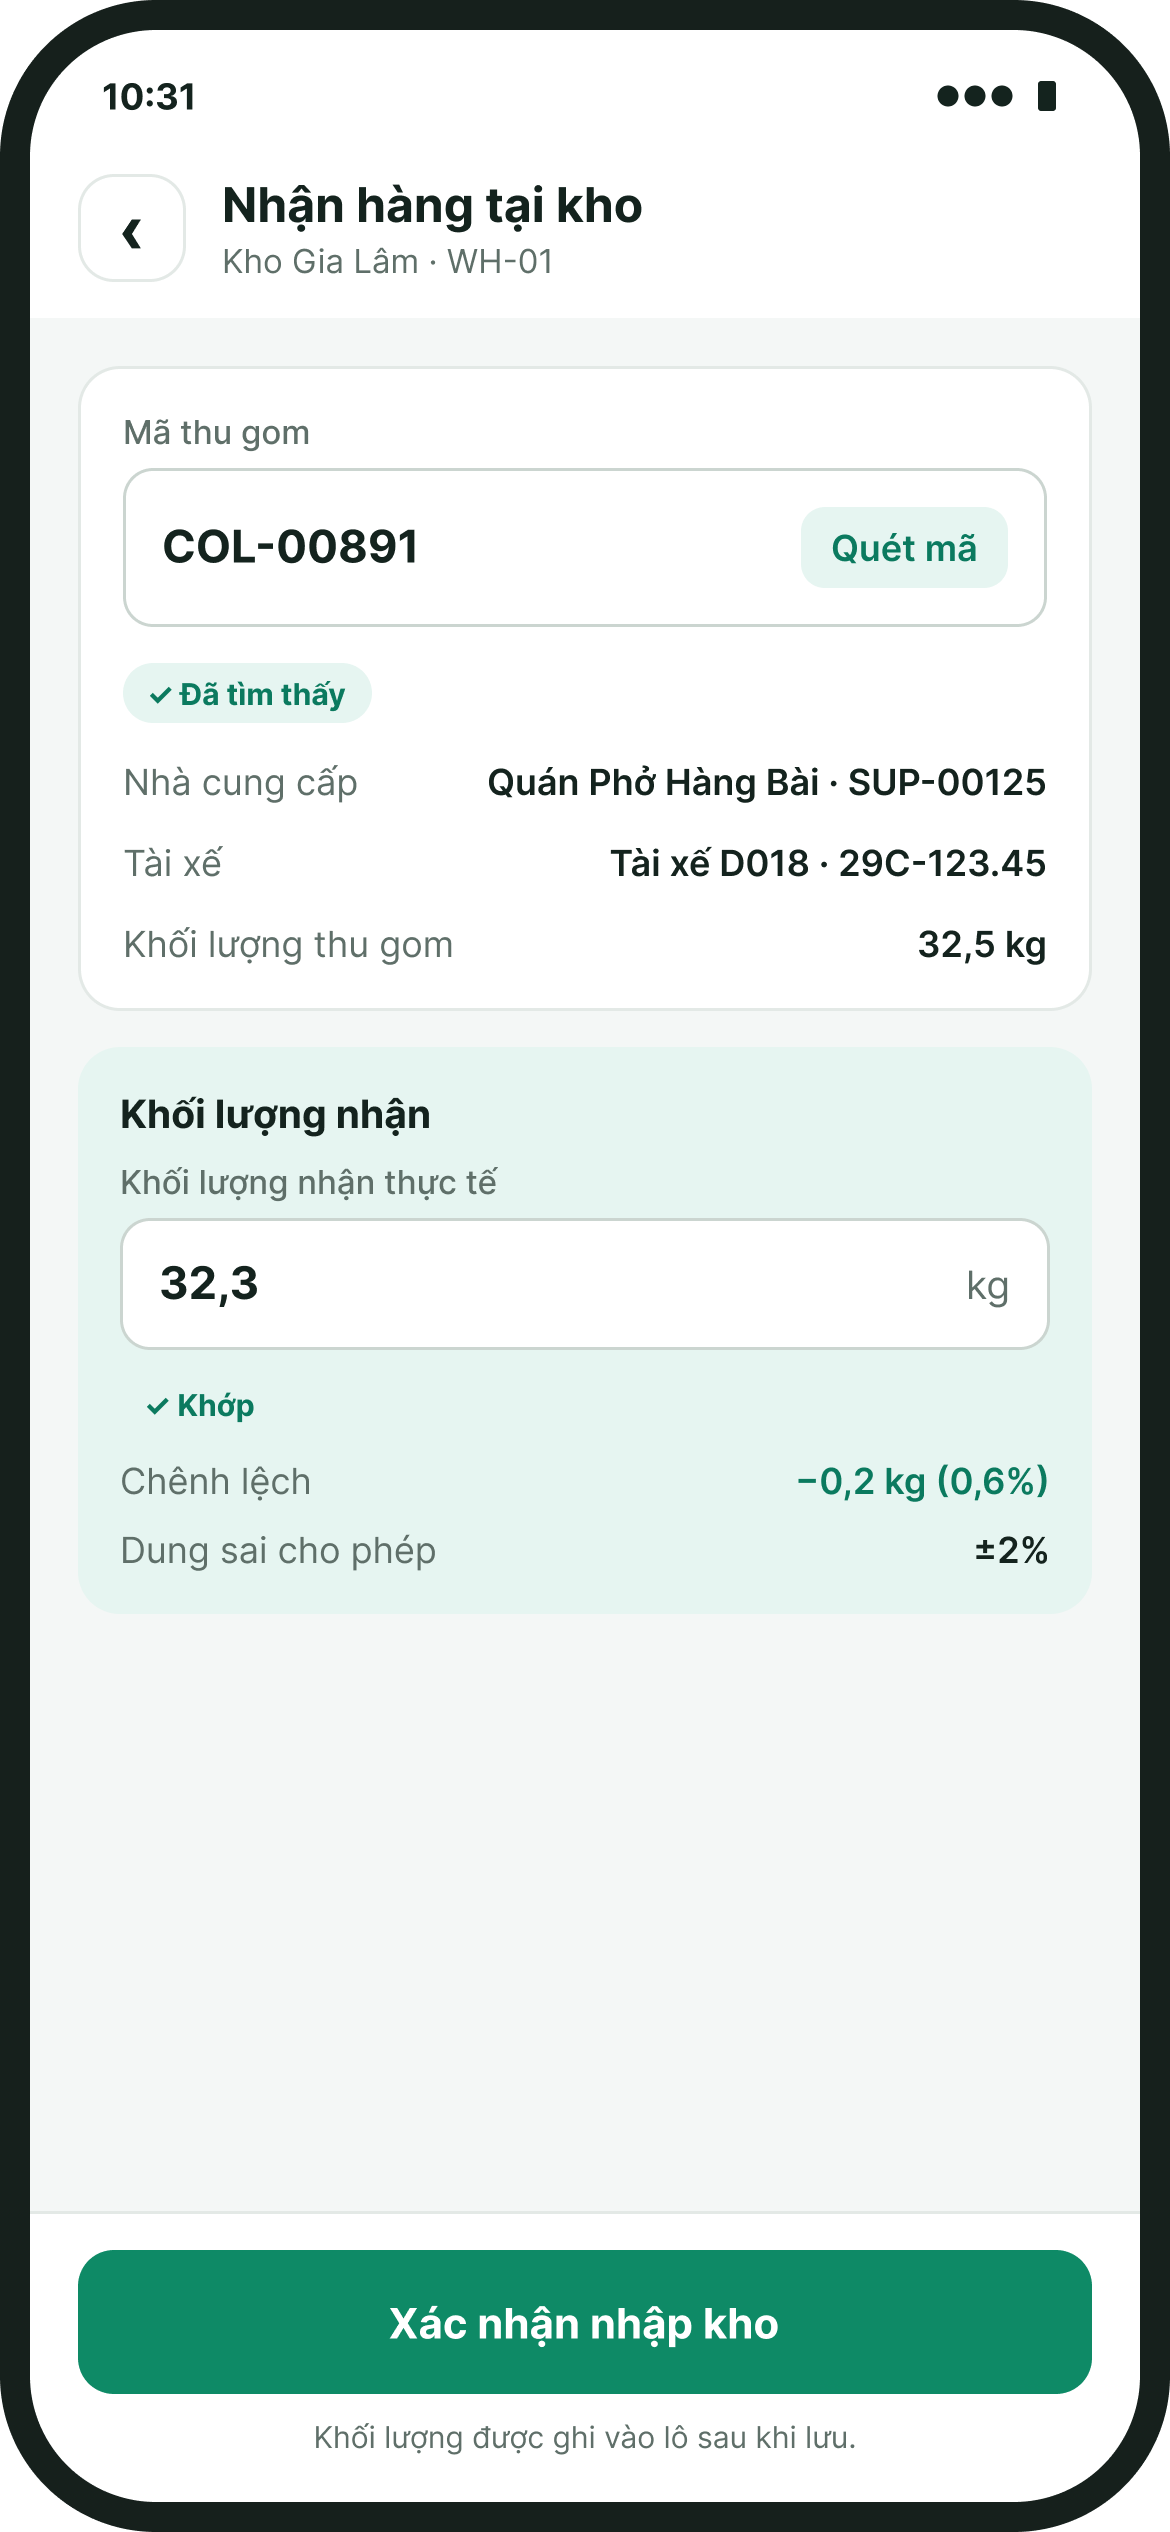 10:31
Nhận hàng tại kho
Kho Gia Lâm · WH-01
Mã thu gom
COL-00891
Quét mã
✓ Đã tìm thấy
Nhà cung cấp Quán Phở Hàng Bài · SUP-00125
Tài xế Tài xế D018 · 29C-123.45
Khối lượng thu gom 32,5 kg
Khối lượng nhận
Khối lượng nhận thực tế
32,3 kg
✓ Khớp
Chênh lệch −0,2 kg (0,6%)
Dung sai cho phép ±2%
Xác nhận nhập kho
Khối lượng được ghi vào lô sau khi lưu.